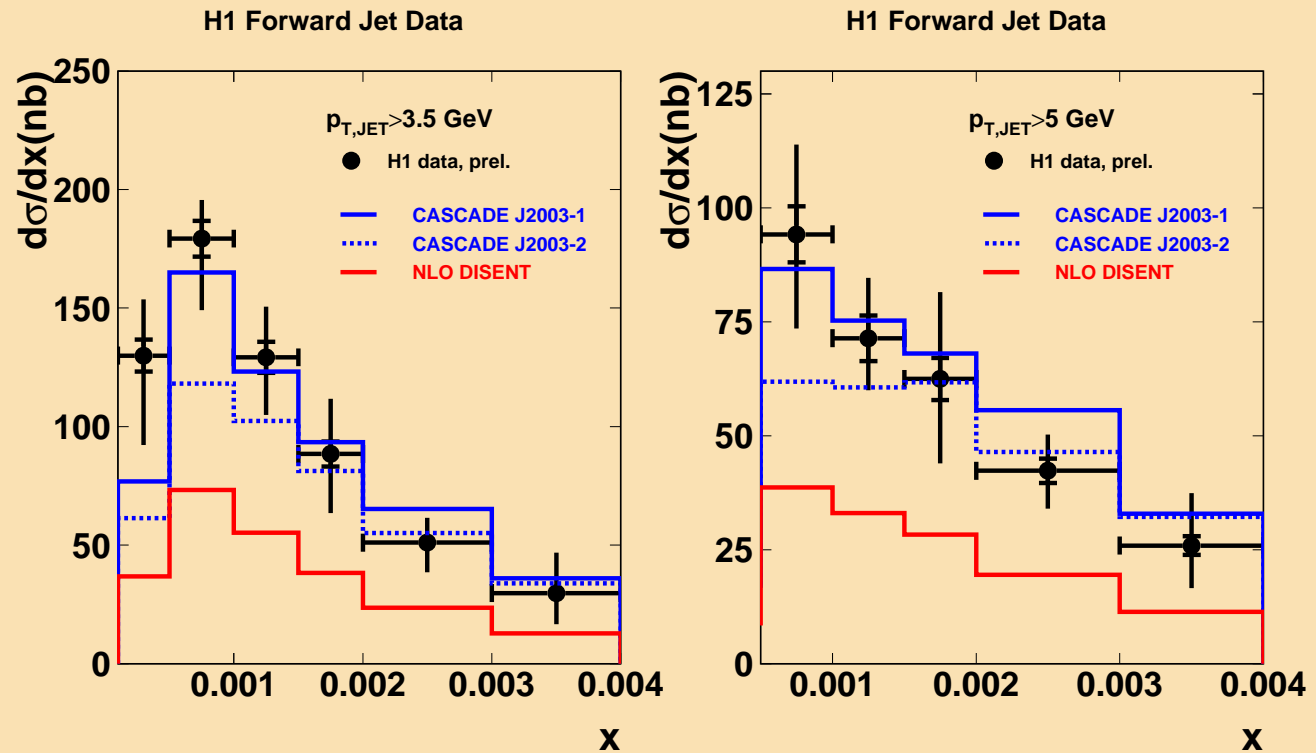 H1 Forward Jet Data
dσ/dx(nb)
250
200
150
100
50
0
p_T,JET>3.5 GeV
H1 data, prel.
CASCADE J2003-1
CASCADE J2003-2
NLO DISENT
0.001 0.002 0.003 0.004
x
H1 Forward Jet Data
dσ/dx(nb)
125
100
75
50
25
0
p_T,JET>5 GeV
H1 data, prel.
CASCADE J2003-1
CASCADE J2003-2
NLO DISENT
0.001 0.002 0.003 0.004
x